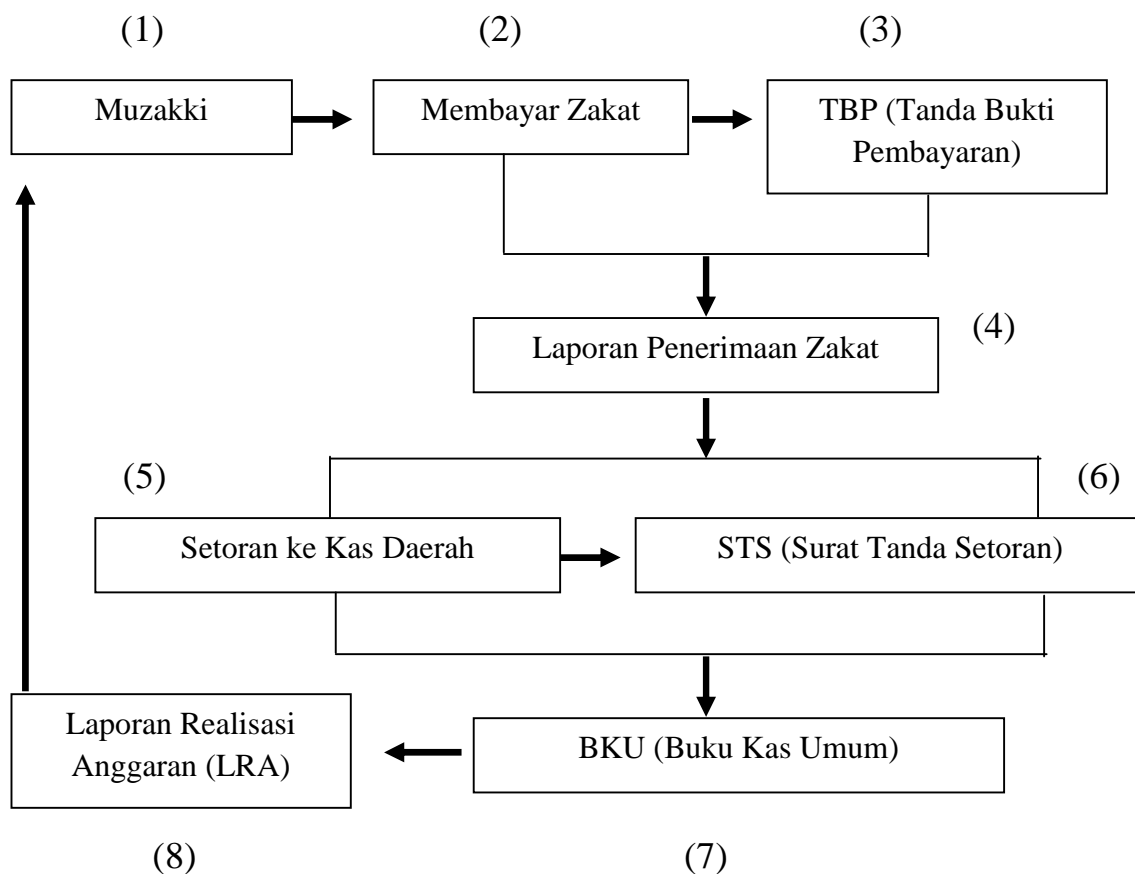 (1)
(2)
(3)
Muzakki
Membayar Zakat
TBP (Tanda Bukti
Pembayaran)
(4)
Laporan Penerimaan Zakat
(5)
(6)
Setoran ke Kas Daerah
STS (Surat Tanda Setoran)
Laporan Realisasi
Anggaran (LRA)
BKU (Buku Kas Umum)
(8)
(7)